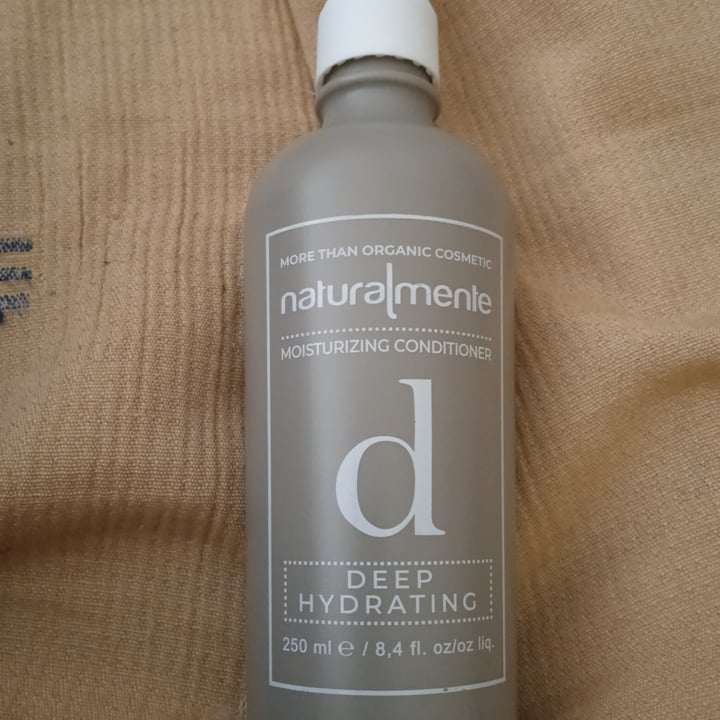 MORE THAN ORGANIC COSMETIC
naturalmente
MOISTURIZING CONDITIONER
d
DEEP
HYDRATING
250 ml ℮ / 8,4 fl. oz/oz liq.